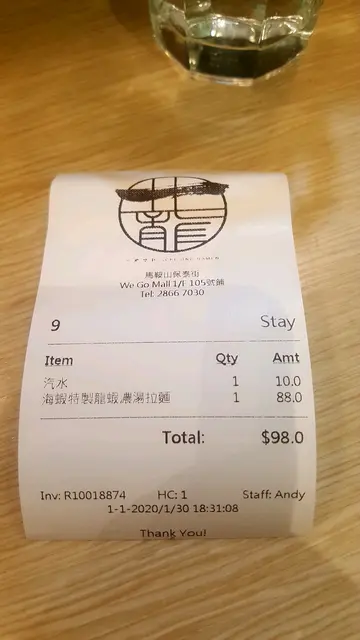 馬鞍山保泰街
We Go Mall 1/F 105號舖
Tel: 2866 7030
9 Stay
Item Qty Amt
汽水 1 10.0
海蝦特製龍蝦濃湯拉麵 1 88.0
Total: $98.0
Inv: R10018874 HC: 1 Staff: Andy
1-1-2020/1/30 18:31:08
Thank You!